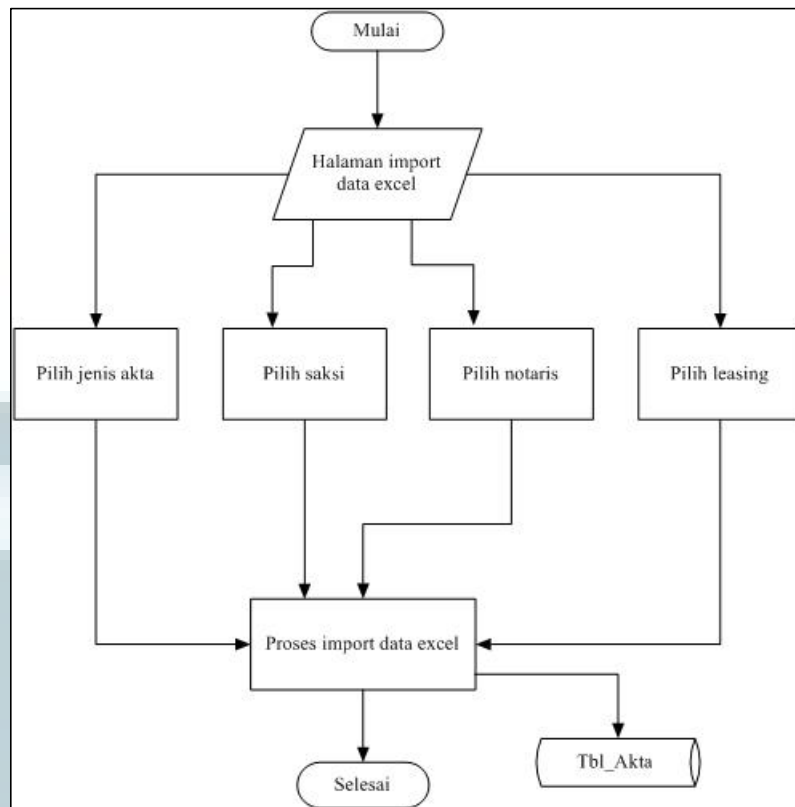 Mulai
Halaman import
data excel
Pilih jenis akta
Pilih saksi
Pilih notaris
Pilih leasing
Proses import data excel
Selesai
Tbl_Akta